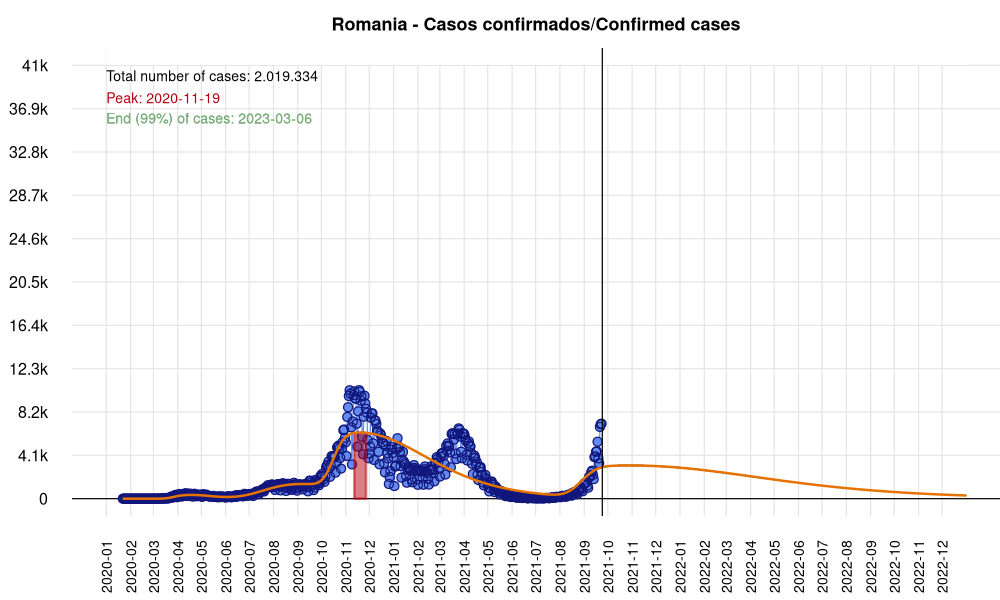 Romania - Casos confirmados/Confirmed cases
Total number of cases: 2.019.334
Peak: 2020-11-19
End (99%) of cases: 2023-03-06
41k
36.9k
32.8k
28.7k
24.6k
20.5k
16.4k
12.3k
8.2k
4.1k
0
2020-01
2020-02
2020-03
2020-04
2020-05
2020-06
2020-07
2020-08
2020-09
2020-10
2020-11
2020-12
2021-01
2021-02
2021-03
2021-04
2021-05
2021-06
2021-07
2021-08
2021-09
2021-10
2021-11
2021-12
2022-01
2022-02
2022-03
2022-04
2022-05
2022-06
2022-07
2022-08
2022-09
2022-10
2022-11
2022-12